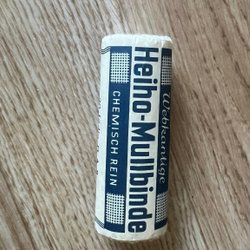 Webkantige
Heiho-Mullbinde
CHEMISCH REIN